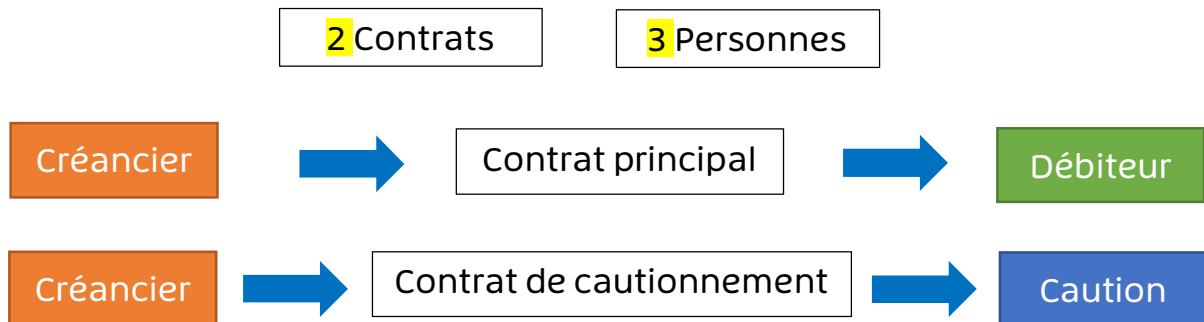 2 Contrats
3 Personnes
Créancier
Contrat principal
Débiteur
Créancier
Contrat de cautionnement
Caution